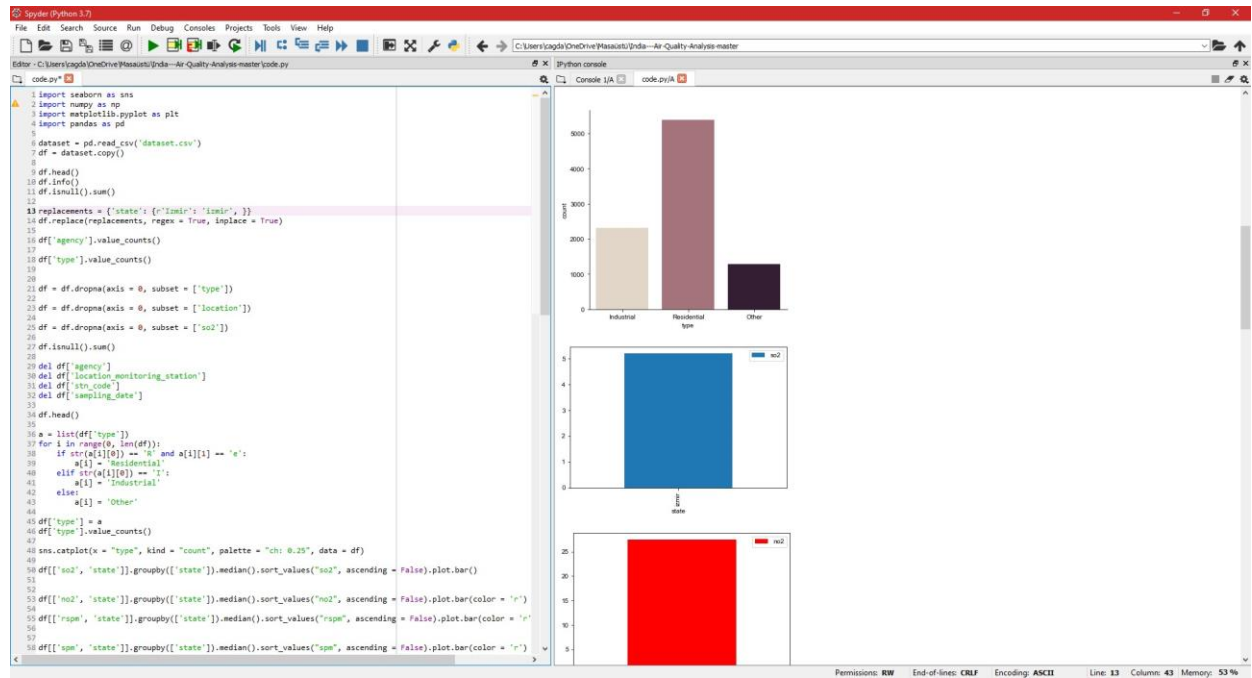 Spyder (Python 3.7)
File Edit Search Source Run Debug Consoles Projects Tools View Help
C:\Users\cagda\OneDrive\Masaüstü\India---Air-Quality-Analysis-master
Editor - C:\Users\cagda\OneDrive\Masaüstü\India---Air-Quality-Analysis-master\code.py
code.py*
1 import seaborn as sns
2 import numpy as np
3 import matplotlib.pyplot as plt
4 import pandas as pd
5
6 dataset = pd.read_csv('dataset.csv')
7 df = dataset.copy()
8
9 df.head()
10 df.info()
11 df.isnull().sum()
12
13 replacements = {'state': {r'Izmir': 'izmir', }}
14 df.replace(replacements, regex = True, inplace = True)
15
16 df['agency'].value_counts()
17
18 df['type'].value_counts()
19
20
21 df = df.dropna(axis = 0, subset = ['type'])
22
23 df = df.dropna(axis = 0, subset = ['location'])
24
25 df = df.dropna(axis = 0, subset = ['so2'])
26
27 df.isnull().sum()
28
29 del df['agency']
30 del df['location_monitoring_station']
31 del df['stn_code']
32 del df['sampling_date']
33
34 df.head()
35
36 a = list(df['type'])
37 for i in range(0, len(df)):
38     if str(a[i][0]) == 'R' and a[i][1] == 'e':
39         a[i] = 'Residential'
40     elif str(a[i][0]) == 'I':
41         a[i] = 'Industrial'
42     else:
43         a[i] = 'Other'
44
45 df['type'] = a
46 df['type'].value_counts()
47
48 sns.catplot(x = "type", kind = "count", palette = "ch: 0.25", data = df)
49
50 df[['so2', 'state']].groupby(['state']).median().sort_values("so2", ascending = False).plot.bar()
51
52
53 df[['no2', 'state']].groupby(['state']).median().sort_values("no2", ascending = False).plot.bar(color = 'r')
54
55 df[['rspm', 'state']].groupby(['state']).median().sort_values("rspm", ascending = False).plot.bar(color = 'r'
56
57
58 df[['spm', 'state']].groupby(['state']).median().sort_values("spm", ascending = False).plot.bar(color = 'r')
IPython console
Console 1/A code.py/A
5000
4000
3000
2000
1000
0
count
Industrial Residential Other
type
so2
5
4
3
2
1
0
izmir
state
no2
25
20
15
10
5
Permissions: RW End-of-lines: CRLF Encoding: ASCII Line: 13 Column: 43 Memory: 53 %